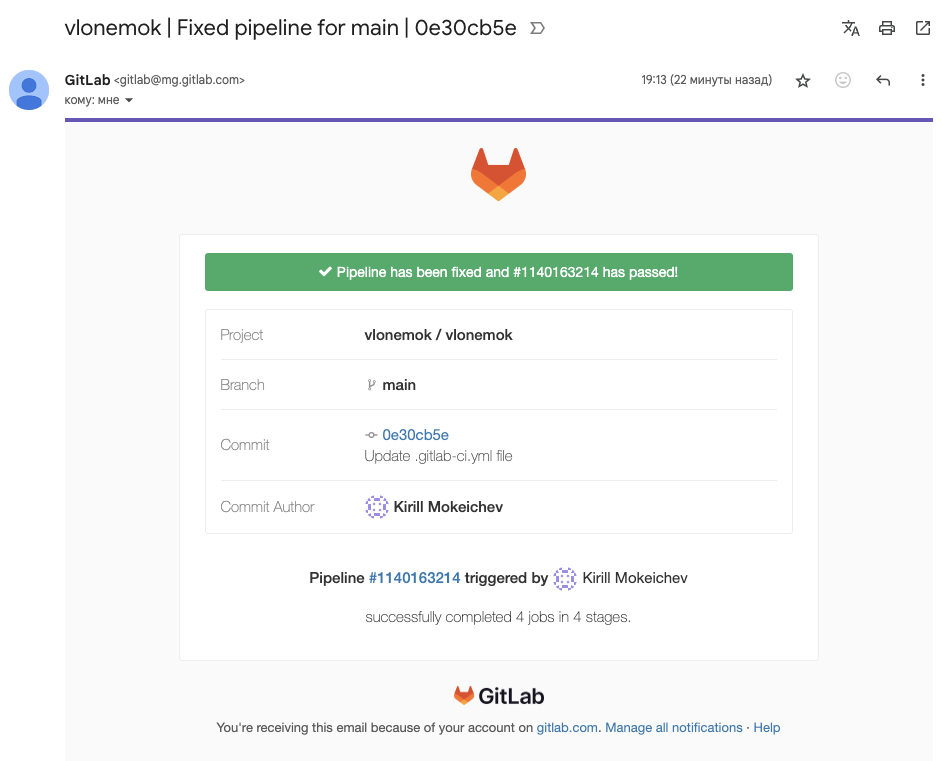 vlonemok | Fixed pipeline for main | 0e30cb5e
GitLab <gitlab@mg.gitlab.com>
19:13 (22 минуты назад)
кому: мне
Pipeline has been fixed and #1140163214 has passed!
Project vlonemok / vlonemok
Branch main
Commit 0e30cb5e
Update .gitlab-ci.yml file
Commit Author Kirill Mokeichev
Pipeline #1140163214 triggered by Kirill Mokeichev
successfully completed 4 jobs in 4 stages.
GitLab
You're receiving this email because of your account on gitlab.com. Manage all notifications · Help